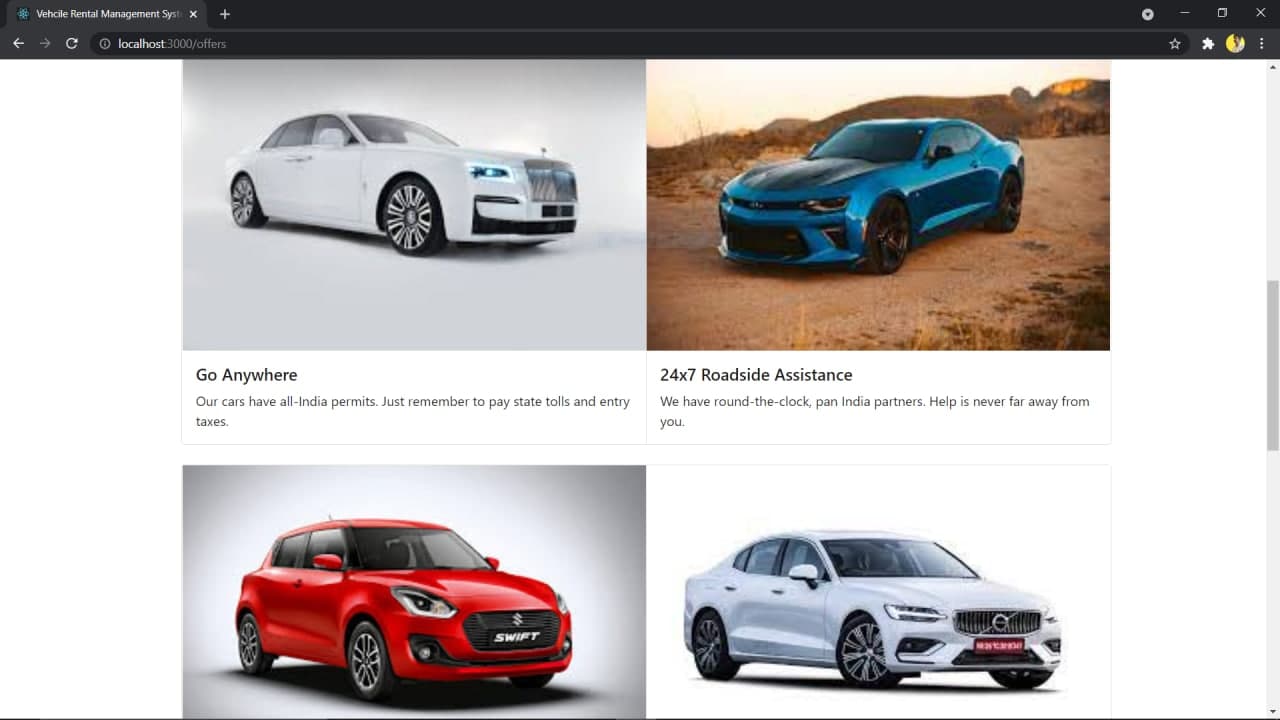 Vehcile Rental Management Syst
localhost:3000/offers
Go Anywhere
Our cars have all-India permits. Just remember to pay state tolls and entry
taxes.
24x7 Roadside Assistance
We have round-the-clock, pan India partners. Help is never far away from
you.
SWIFT